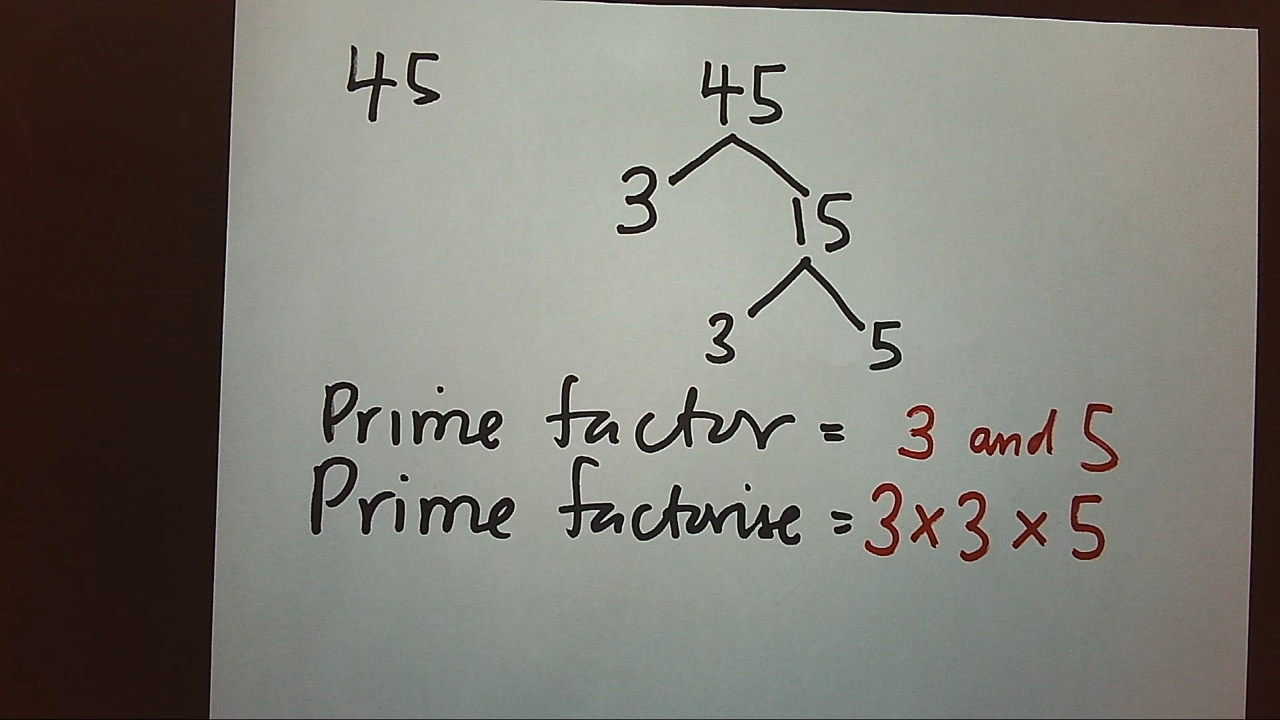 45 45
3 15
3 5
Prime factor = 3 and 5
Prime factorise = 3 x 3 x 5